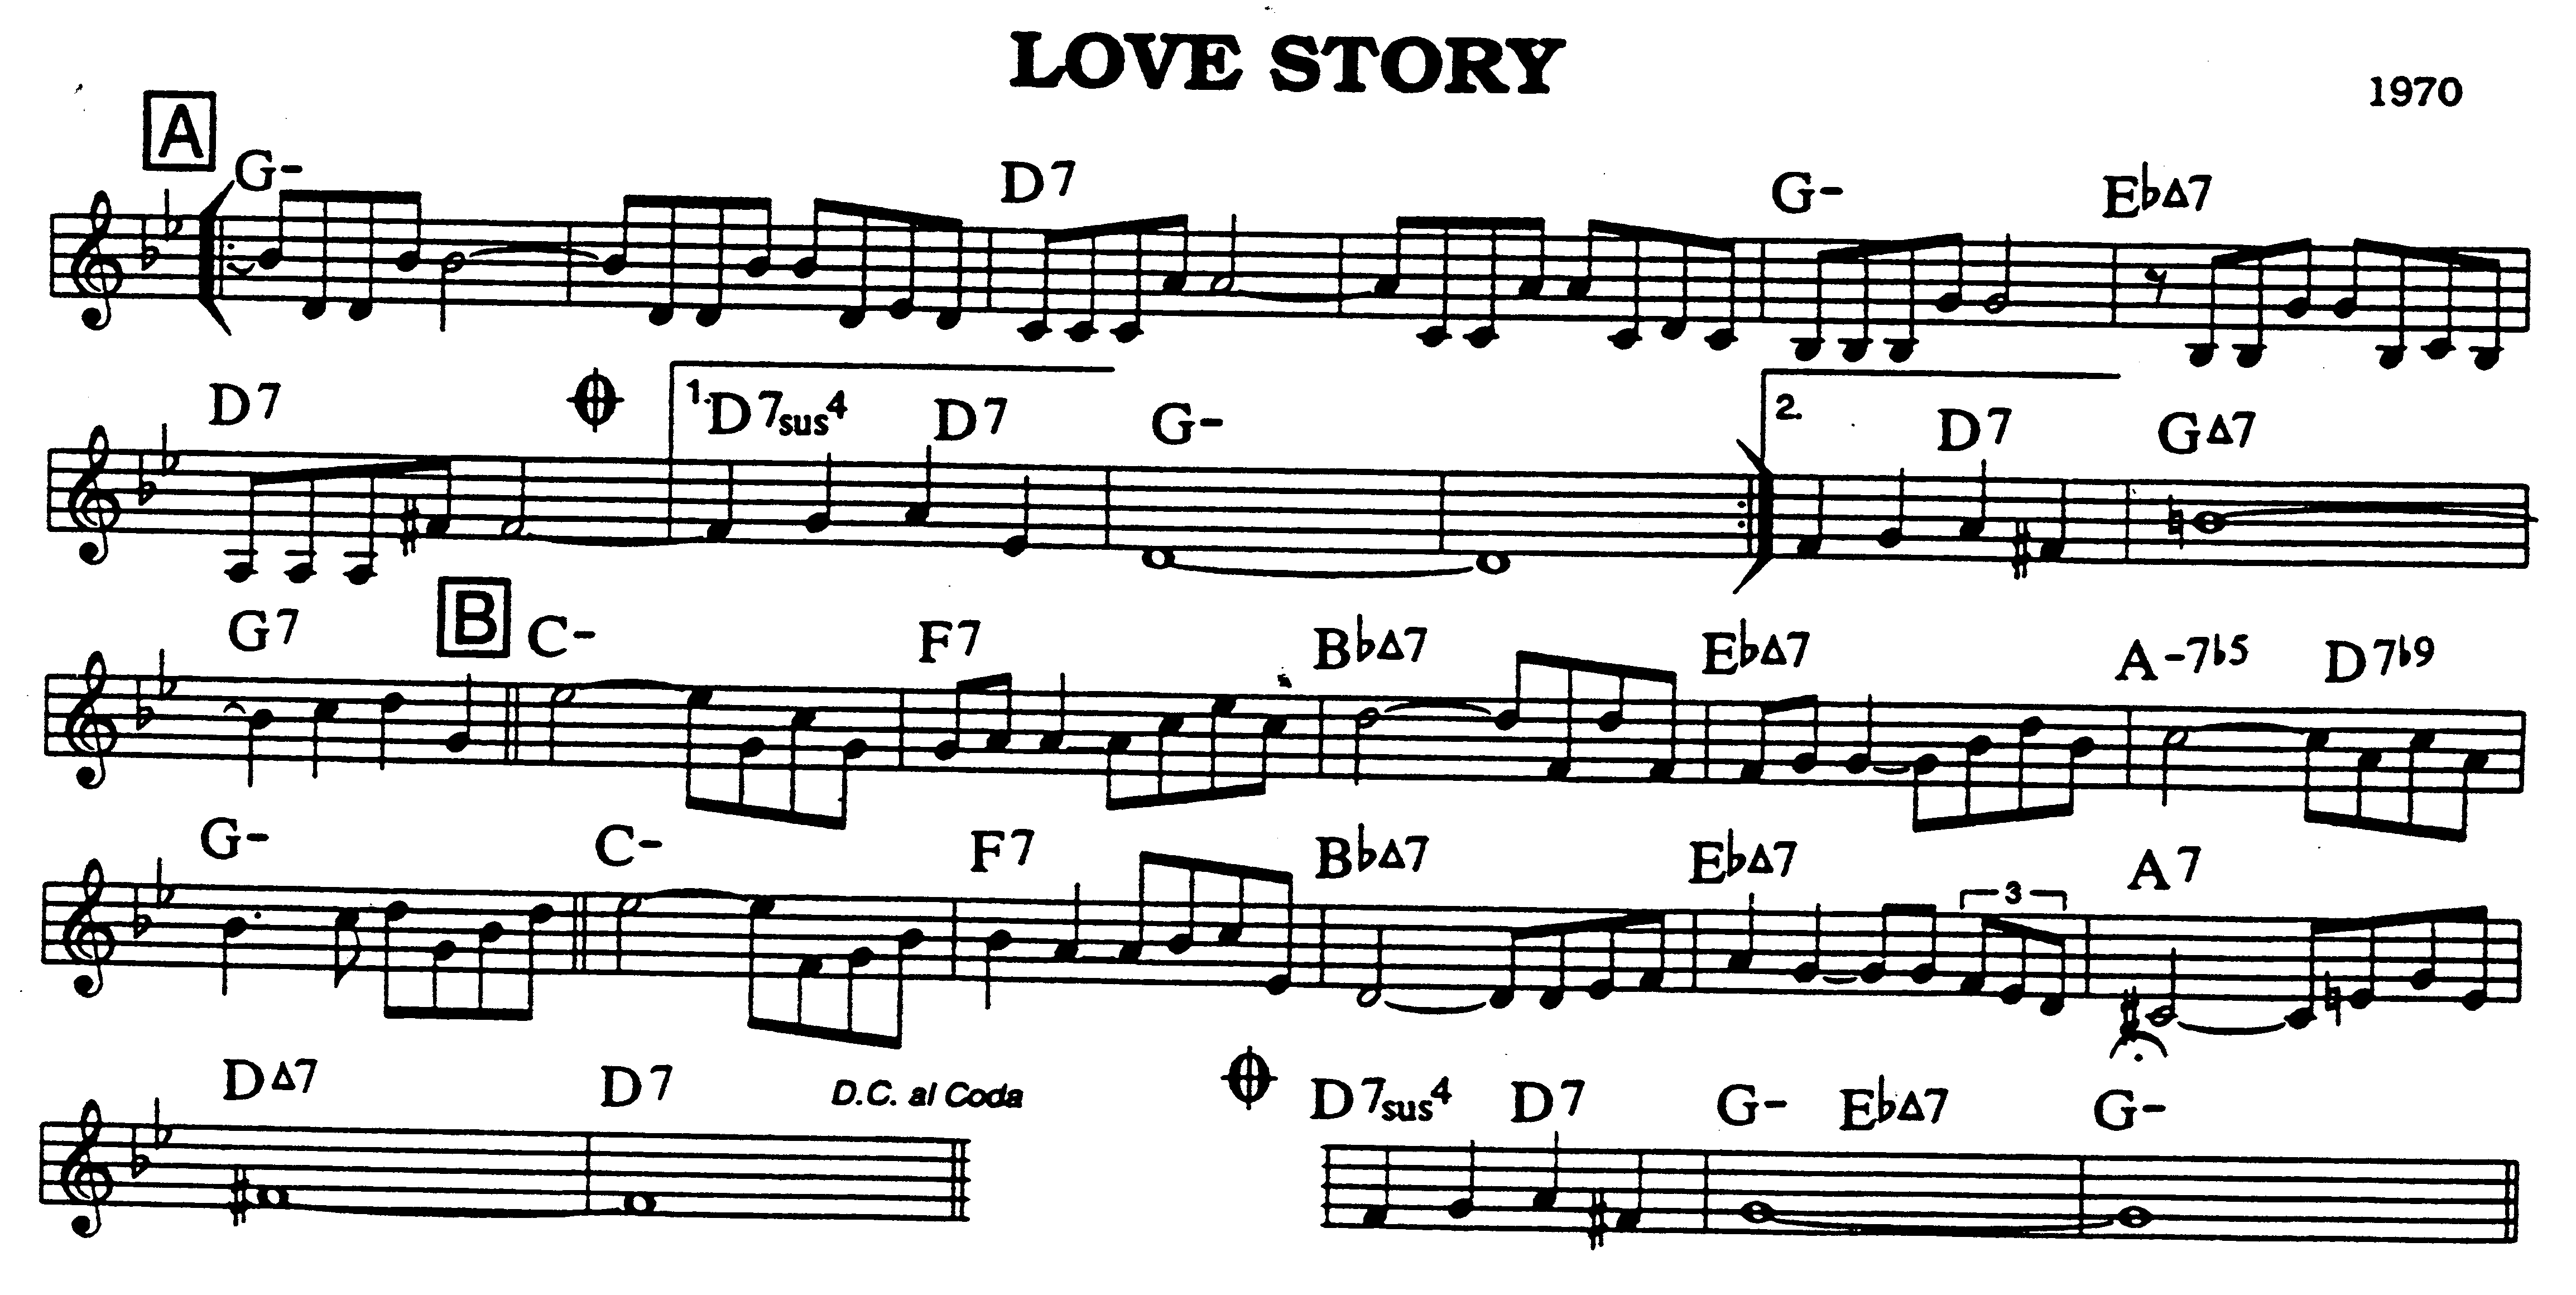 LOVE STORY
1970
A
G- D7 G- E♭Δ7
D7 1. D7sus4 D7 G- 2. D7 GΔ7
G7 B C- F7 B♭Δ7 E♭Δ7 A-7♭5 D7♭9
G- C- F7 B♭Δ7 E♭Δ7 3 A7
DΔ7 D7 D.C. al Coda D7sus4 D7 G- E♭Δ7 G-